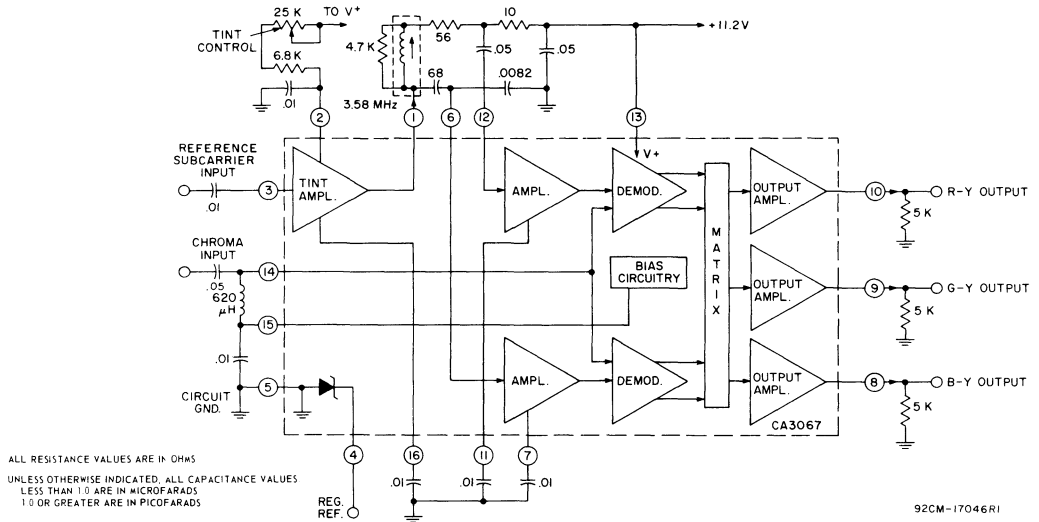 25 K
TO V+
TINT
CONTROL
6.8 K
.01
4.7 K
56
10
+11.2V
.05
.05
68
.0082
3.58 MHz
2
1
6
12
13
REFERENCE
SUBCARRIER
INPUT
.01
3
TINT
AMPL.
AMPL.
V+
DEMOD.
MATRIX
OUTPUT
AMPL.
10
R-Y OUTPUT
5 K
CHROMA
INPUT
.05
14
620
µH
15
BIAS
CIRCUITRY
OUTPUT
AMPL.
9
G-Y OUTPUT
5 K
.01
5
CIRCUIT
GND.
AMPL.
DEMOD.
OUTPUT
AMPL.
8
B-Y OUTPUT
5 K
CA3067
4
16
11
7
.01
.01
.01
REG.
REF.
ALL RESISTANCE VALUES ARE IN OHMS
UNLESS OTHERWISE INDICATED, ALL CAPACITANCE VALUES
LESS THAN 1.0 ARE IN MICROFARADS
1.0 OR GREATER ARE IN PICOFARADS
92CM-17046R1